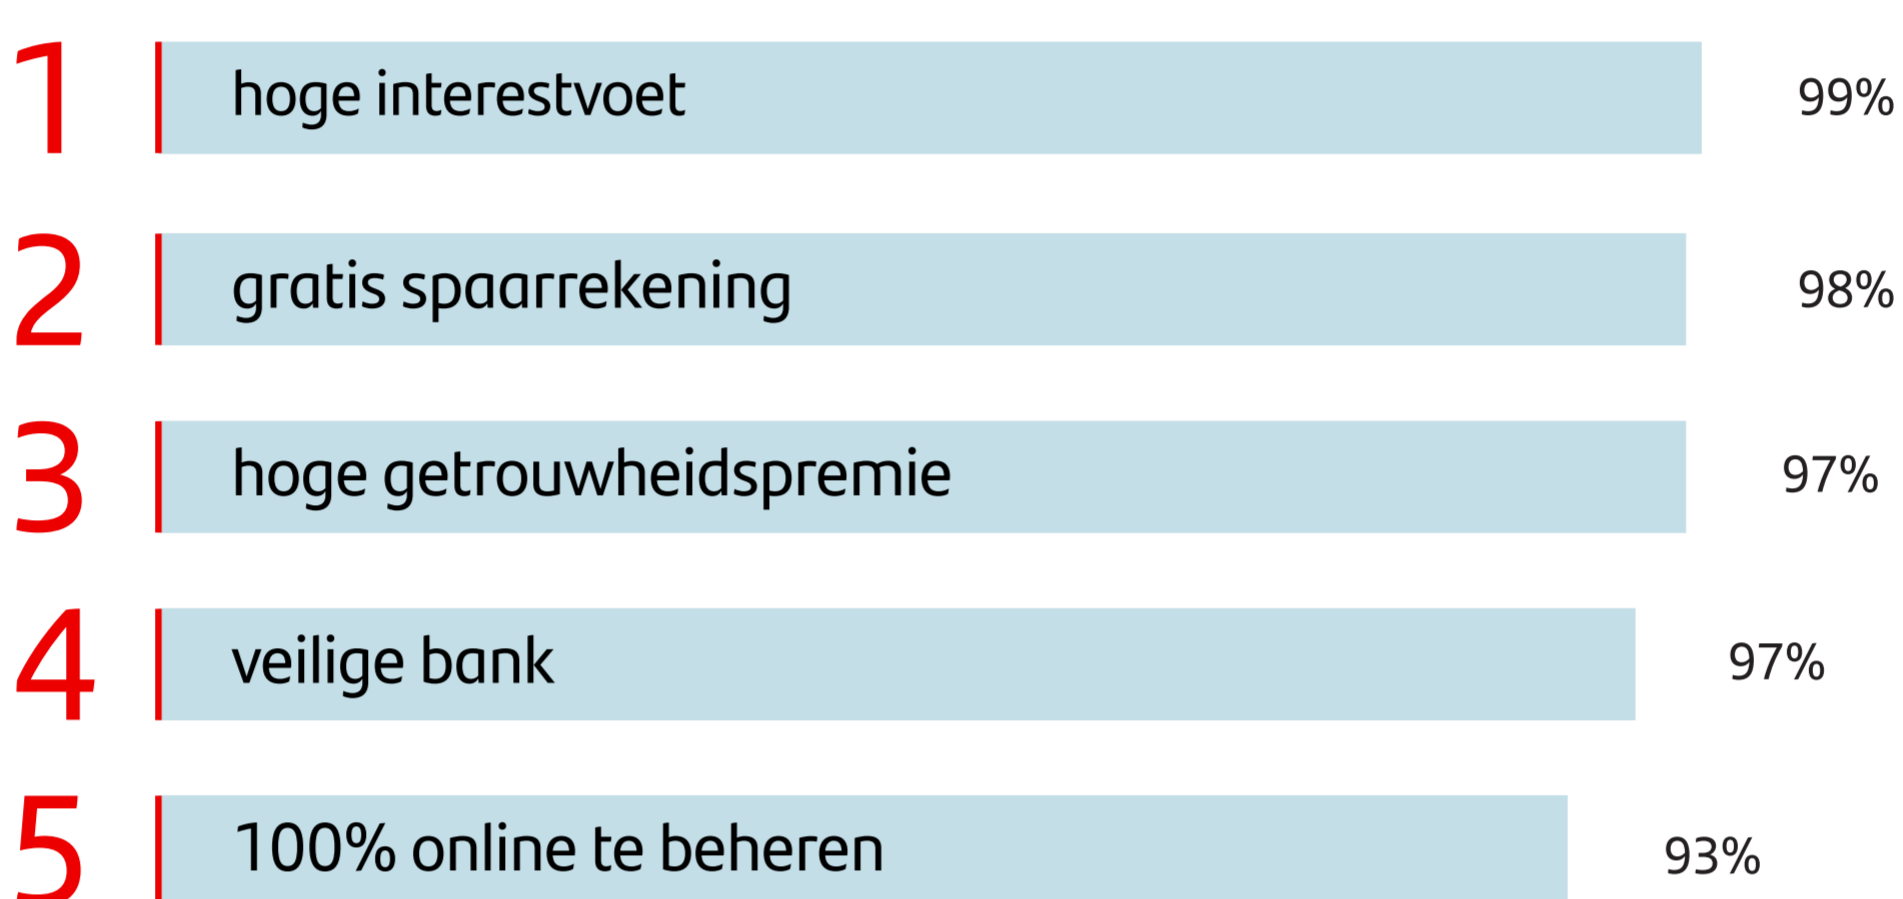 1 hoge interestvoet 99%
2 gratis spaarrekening 98%
3 hoge getrouwheidspremie 97%
4 veilige bank 97%
5 100% online te beheren 93%